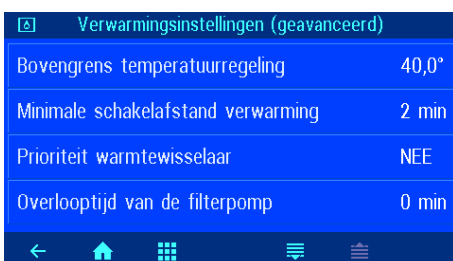 Verwarmingsinstellingen (geavanceerd)
Bovengrens temperatuurregeling 40,0°
Minimale schakelafstand verwarming 2 min
Prioriteit warmtewisselaar NEE
Overlooptijd van de filterpomp 0 min